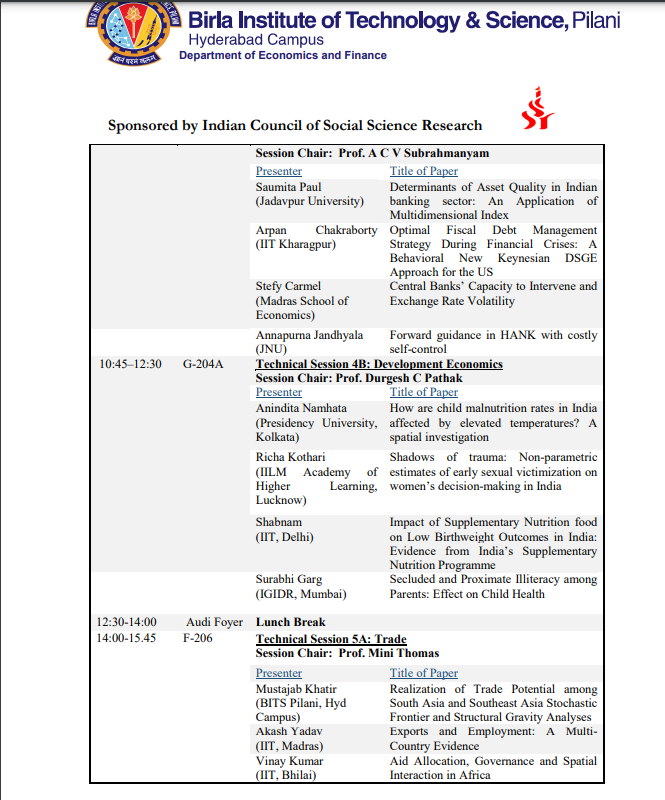 Birla Institute of Technology & Science, Pilani
Hyderabad Campus
Department of Economics and Finance
Sponsored by Indian Council of Social Science Research
Session Chair: Prof. A C V Subrahmanyam
Presenter Title of Paper
Saumita Paul Determinants of Asset Quality in Indian
(Jadavpur University) banking sector: An Application of
Multidimensional Index
Arpan Chakraborty Optimal Fiscal Debt Management
(IIT Kharagpur) Strategy During Financial Crises: A
Behavioral New Keynesian DSGE
Approach for the US
Stefy Carmel Central Banks’ Capacity to Intervene and
(Madras School of Exchange Rate Volatility
Economics)
Annapurna Jandhyala Forward guidance in HANK with costly
(JNU) self-control
10:45–12:30 G-204A Technical Session 4B: Development Economics
Session Chair: Prof. Durgesh C Pathak
Presenter Title of Paper
Anindita Namhata How are child malnutrition rates in India
(Presidency University, affected by elevated temperatures? A
Kolkata) spatial investigation
Richa Kothari Shadows of trauma: Non-parametric
(IILM Academy of estimates of early sexual victimization on
Higher Learning, women’s decision-making in India
Lucknow)
Shabnam Impact of Supplementary Nutrition food
(IIT, Delhi) on Low Birthweight Outcomes in India:
Evidence from India’s Supplementary
Nutrition Programme
Surabhi Garg Secluded and Proximate Illiteracy among
(IGIDR, Mumbai) Parents: Effect on Child Health
12:30-14:00 Audi Foyer Lunch Break
14:00-15.45 F-206 Technical Session 5A: Trade
Session Chair: Prof. Mini Thomas
Presenter Title of Paper
Mustajab Khatir Realization of Trade Potential among
(BITS Pilani, Hyd South Asia and Southeast Asia Stochastic
Campus) Frontier and Structural Gravity Analyses
Akash Yadav Exports and Employment: A Multi-
(IIT, Madras) Country Evidence
Vinay Kumar Aid Allocation, Governance and Spatial
(IIT, Bhilai) Interaction in Africa